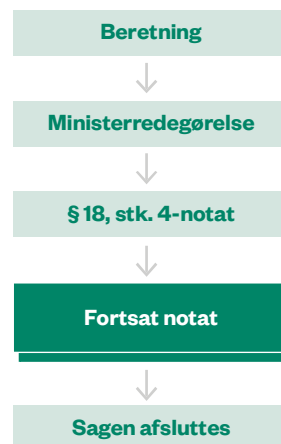 Beretning
Ministerredegørelse
§ 18, stk. 4-notat
Fortsat notat
Sagen afsluttes